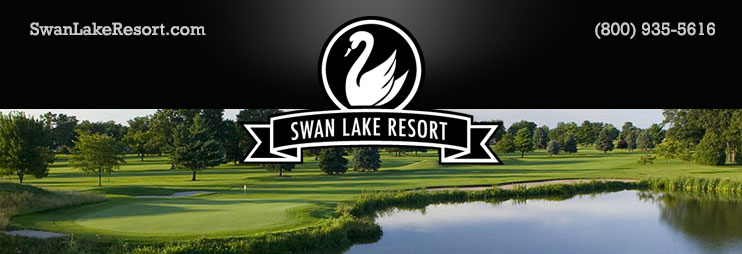 SwanLakeResort.com
(800) 935-5616
SWAN LAKE RESORT